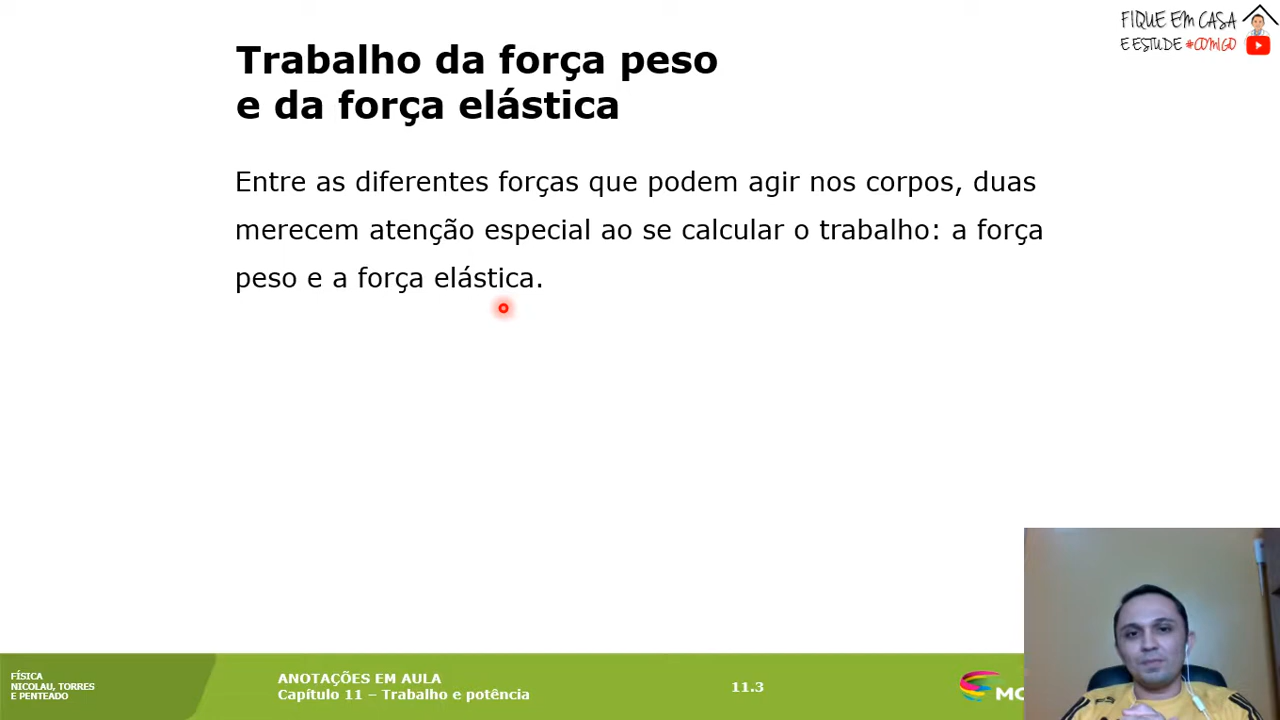 FIQUE EM CASA
E ESTUDE #COMIGO
Trabalho da força peso
e da força elástica
Entre as diferentes forças que podem agir nos corpos, duas
merecem atenção especial ao se calcular o trabalho: a força
peso e a força elástica.
FÍSICA
NICOLAU, TORRES
E PENTEADO
ANOTAÇÕES EM AULA
Capítulo 11 – Trabalho e potência
11.3